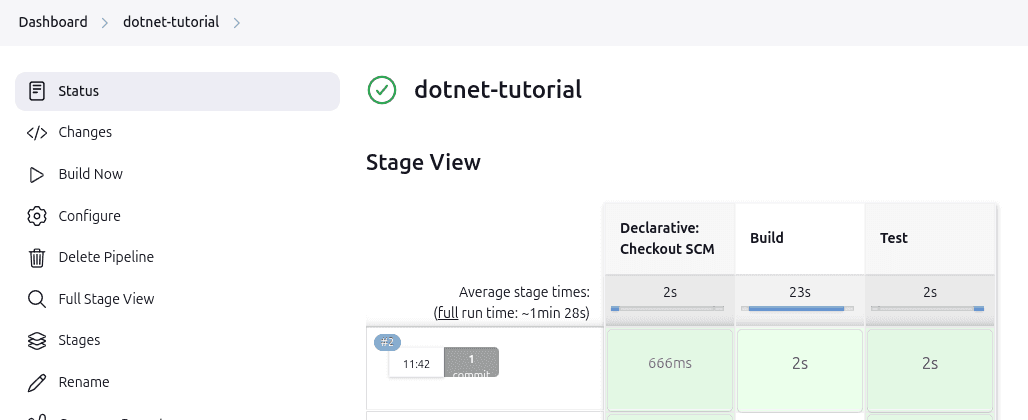 Dashboard
dotnet-tutorial
Status
dotnet-tutorial
Changes
Build Now
Configure
Delete Pipeline
Full Stage View
Stages
Rename
Stage View
Declarative:
Checkout SCM
Build
Test
Average stage times:
(full run time: ~1min 28s)
2s
23s
2s
#2
11:42
1
commit
666ms
2s
2s